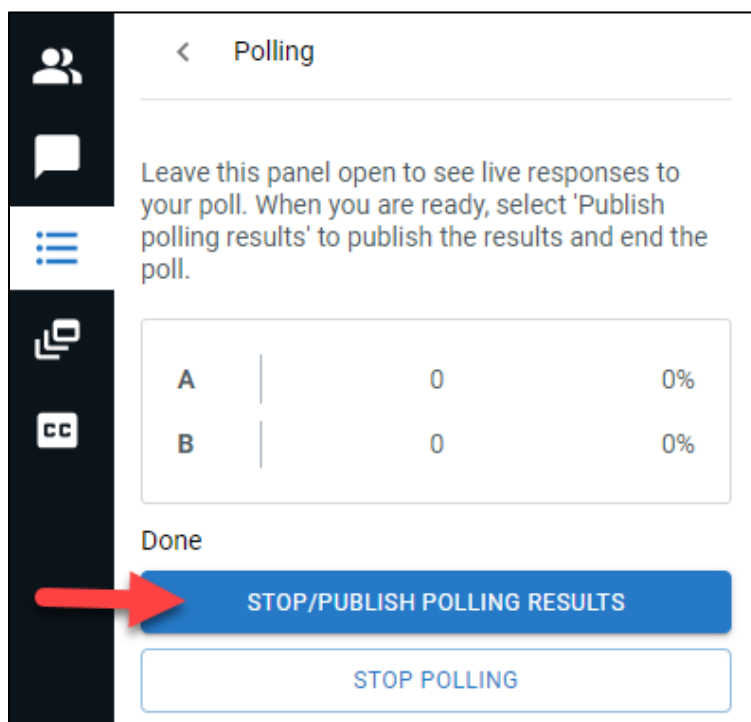 Polling
Leave this panel open to see live responses to
your poll. When you are ready, select 'Publish
polling results' to publish the results and end the
poll.
A 0 0%
CC
B 0 0%
Done
STOP/PUBLISH POLLING RESULTS
STOP POLLING